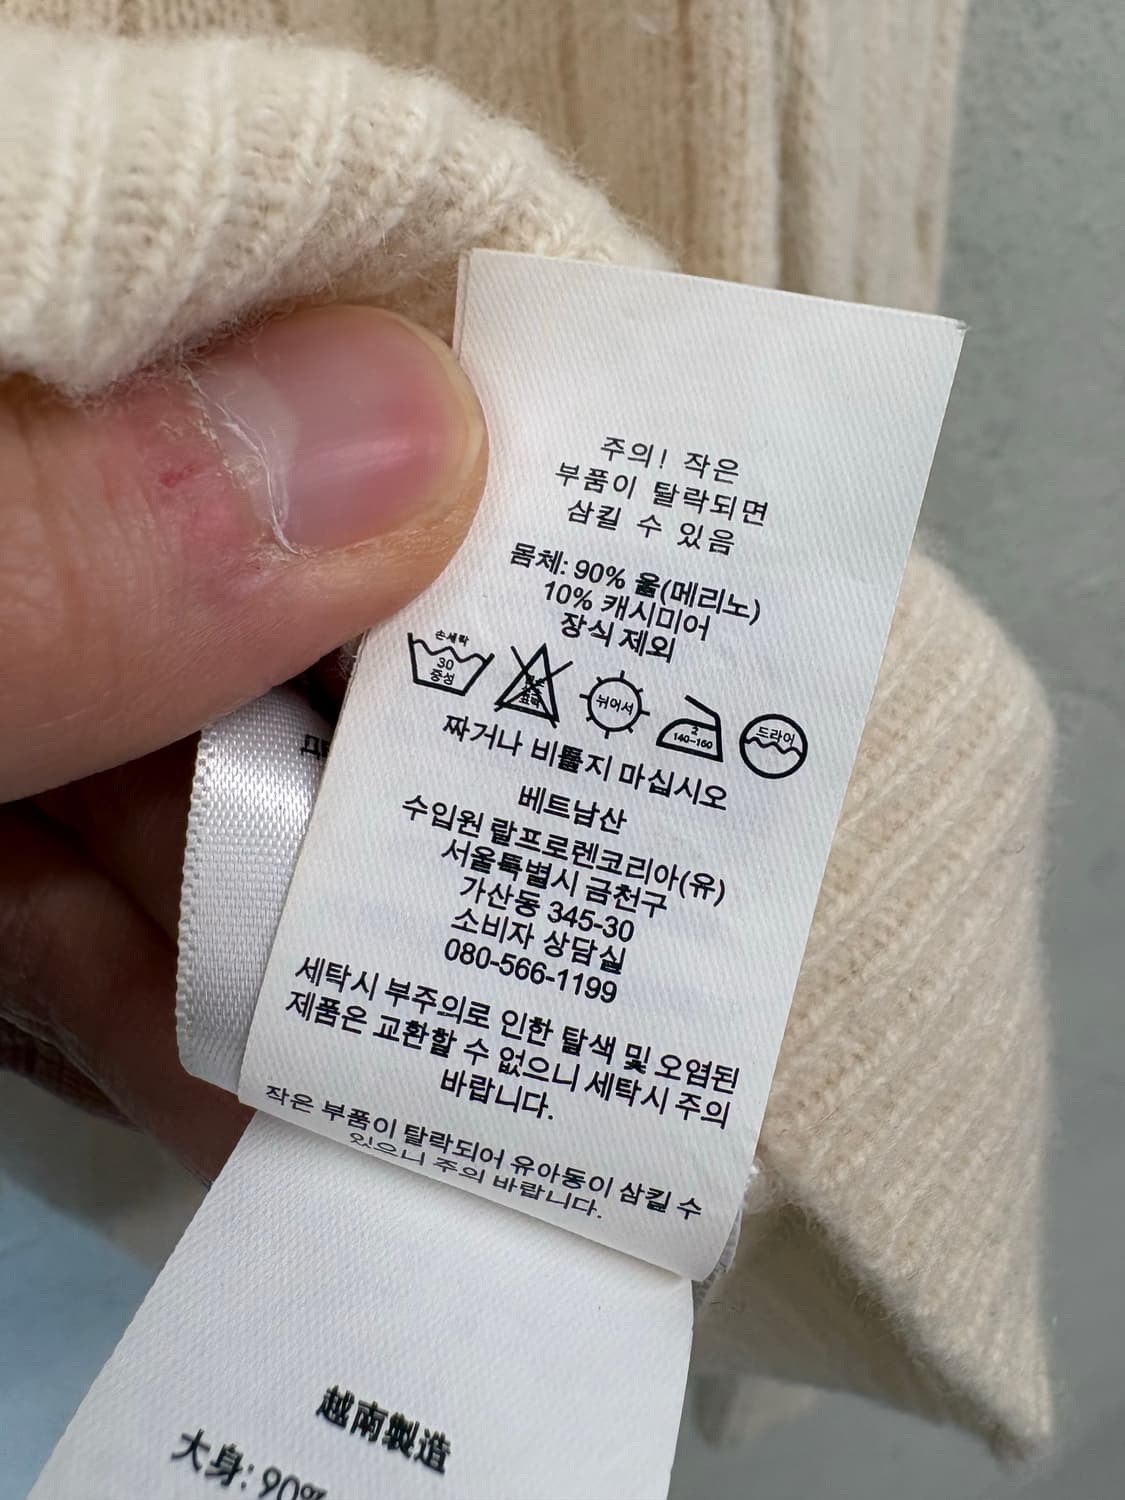 주의! 작은
부품이 탈락되면
삼킬 수 있음
몸체: 90% 울(메리노)
10% 캐시미어
장식 제외
손세탁
30
중성
표백
뉘어서
2
140~160
드라이
짜거나 비틀지 마십시오
베트남산
수입원 랄프로렌코리아(유)
서울특별시 금천구
가산동 345-30
소비자 상담실
080-566-1199
세탁시 부주의로 인한 탈색 및 오염된
제품은 교환할 수 없으니 세탁시 주의
바랍니다.
작은 부품이 탈락되어 유아동이 삼킬 수
있으니 주의 바랍니다.
越南製造
大身: 90%